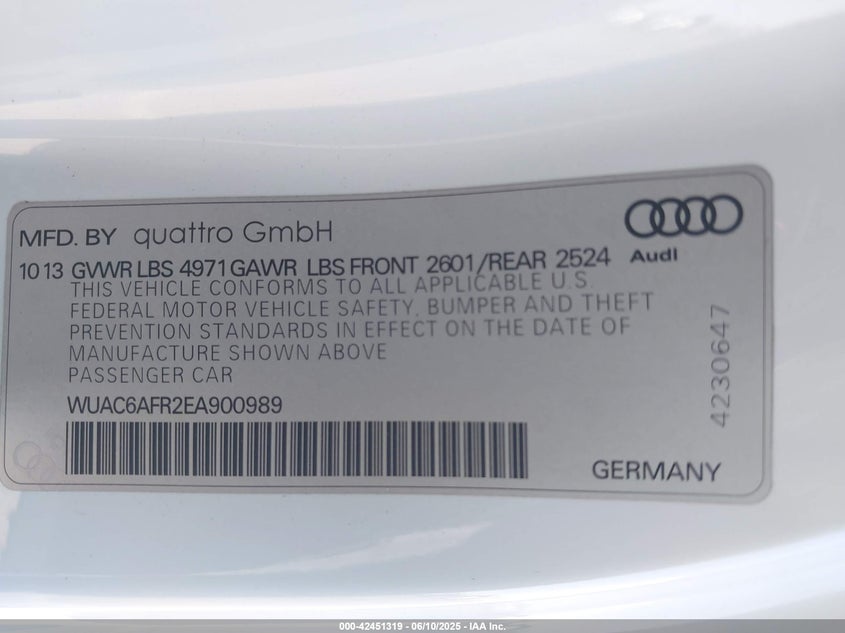 MFD. BY quattro GmbH
Audi
10 13 GVWR LBS 4971 GAWR LBS FRONT 2601/REAR 2524
THIS VEHICLE CONFORMS TO ALL APPLICABLE U.S.
FEDERAL MOTOR VEHICLE SAFETY, BUMPER AND THEFT
PREVENTION STANDARDS IN EFFECT ON THE DATE OF
MANUFACTURE SHOWN ABOVE
PASSENGER CAR
WUAC6AFR2EA900989
4230647
GERMANY
000-42451319 - 06/10/2025 - IAA Inc.